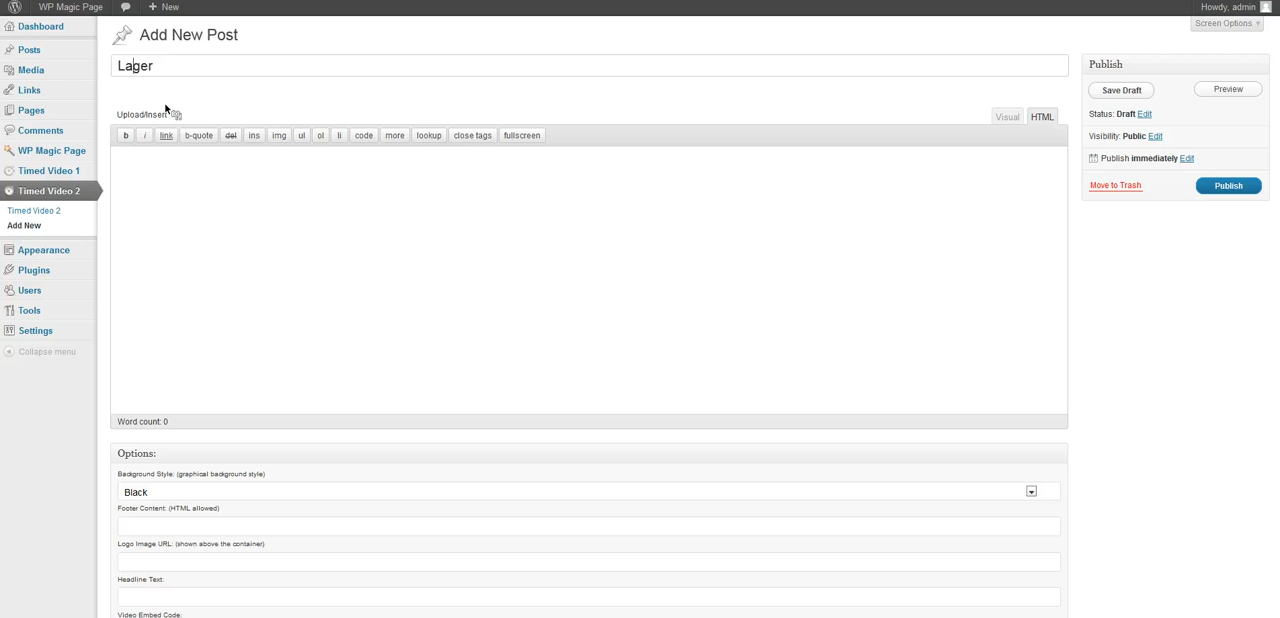 WP Magic Page
New
Howdy, admin
Screen Options
Dashboard
Posts
Media
Links
Pages
Comments
WP Magic Page
Timed Video 1
Timed Video 2
Timed Video 2
Add New
Appearance
Plugins
Users
Tools
Settings
Collapse menu
Add New Post
Lager
Upload/Insert
Visual HTML
b i link b-quote del ins img ul ol li code more lookup close tags fullscreen
Word count: 0
Options:
Background Style: (graphical background style)
Black
Footer Content: (HTML allowed)
Logo Image URL: (shown above the container)
Headline Text:
Video Embed Code:
Publish
Save Draft Preview
Status: Draft Edit
Visibility: Public Edit
Publish immediately Edit
Move to Trash Publish